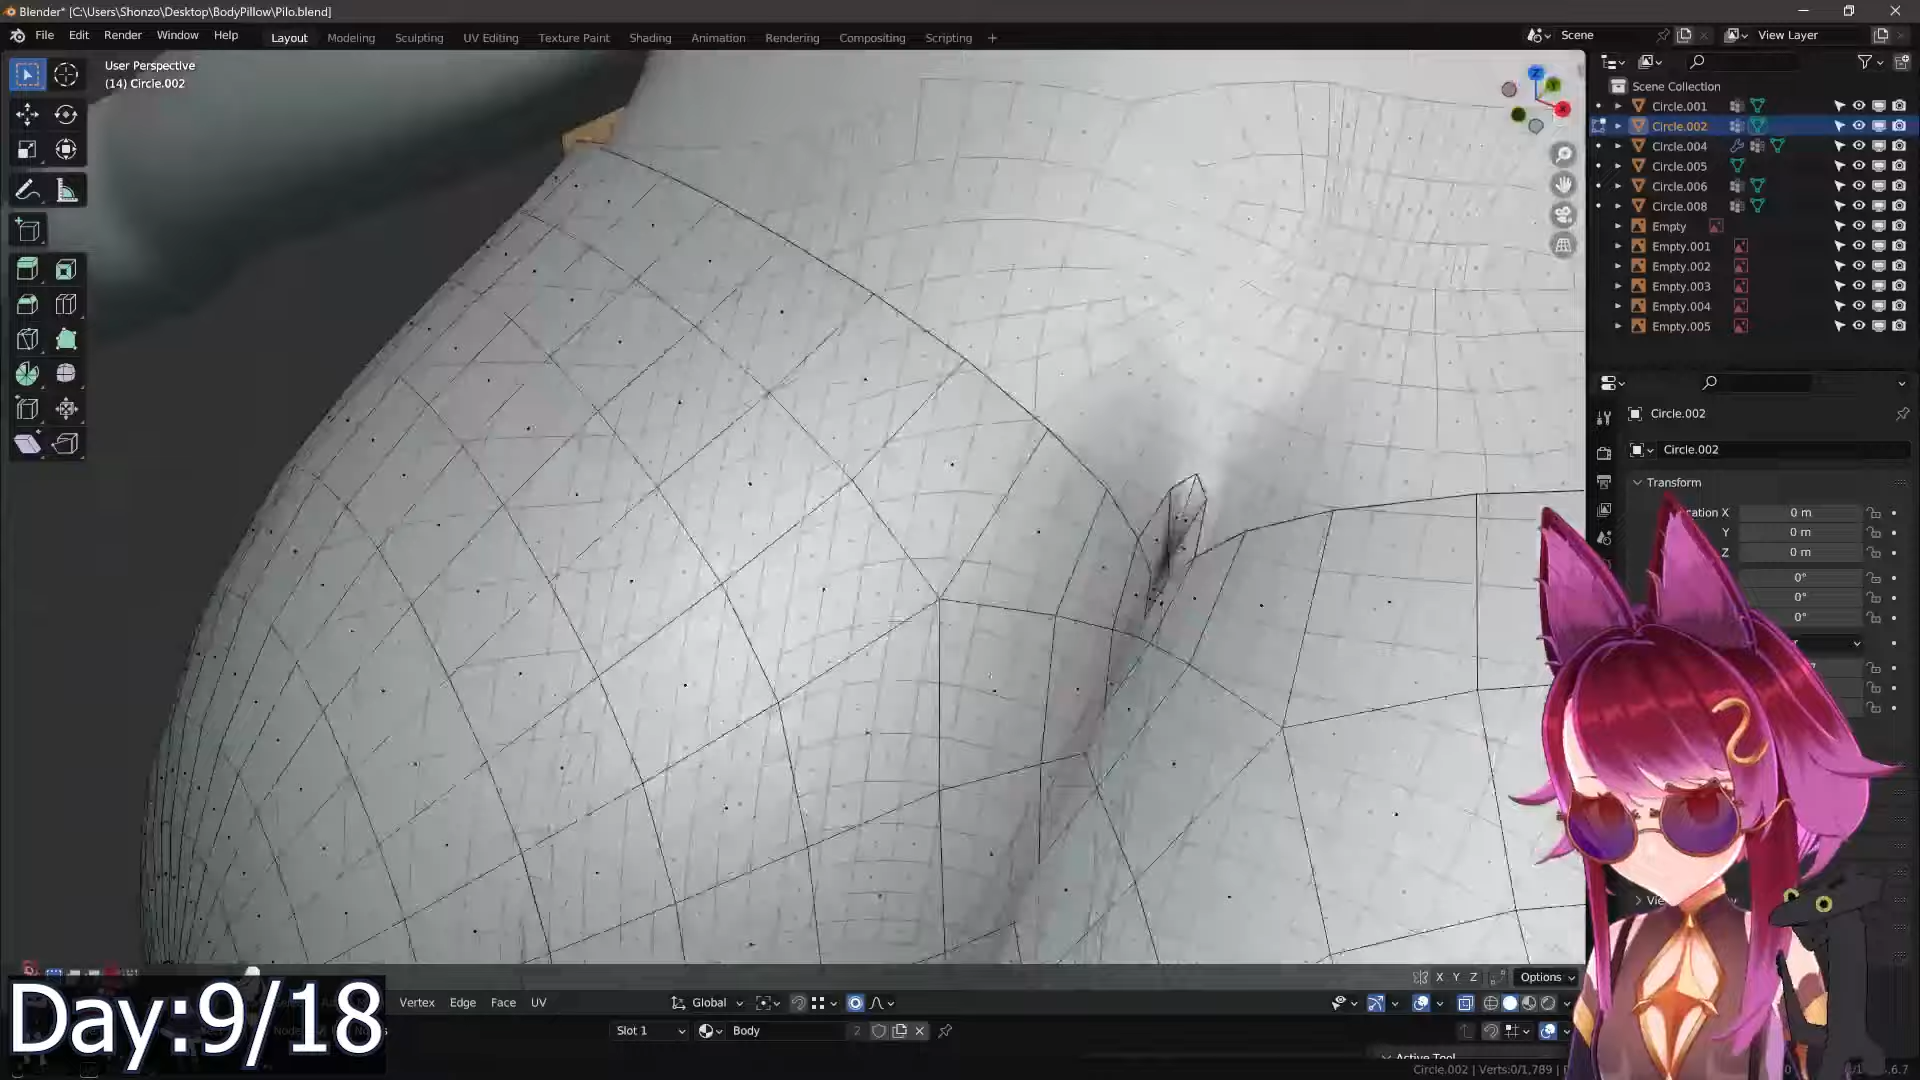 Blender* [C:\Users\Shonzo\Desktop\BodyPillow\Pilo.blend]
File Edit Render Window Help
Layout Modeling Sculpting UV Editing Texture Paint Shading Animation Rendering Compositing Scripting +
Scene
View Layer
User Perspective
(14) Circle.002
Z
Y
X
Scene Collection
Circle.001
Circle.002
Circle.004
Circle.005
Circle.006
Circle.008
Empty
Empty.001
Empty.002
Empty.003
Empty.004
Empty.005
Circle.002
Circle.002
Transform
ocation X 0 m
Y 0 m
Z 0 m
0°
0°
0°
X Y Z
Options
Vertex Edge Face UV
Global
Slot 1
Body
2
Active Tool
Circle.002 | Verts:0/1,789 |
Day:9/18